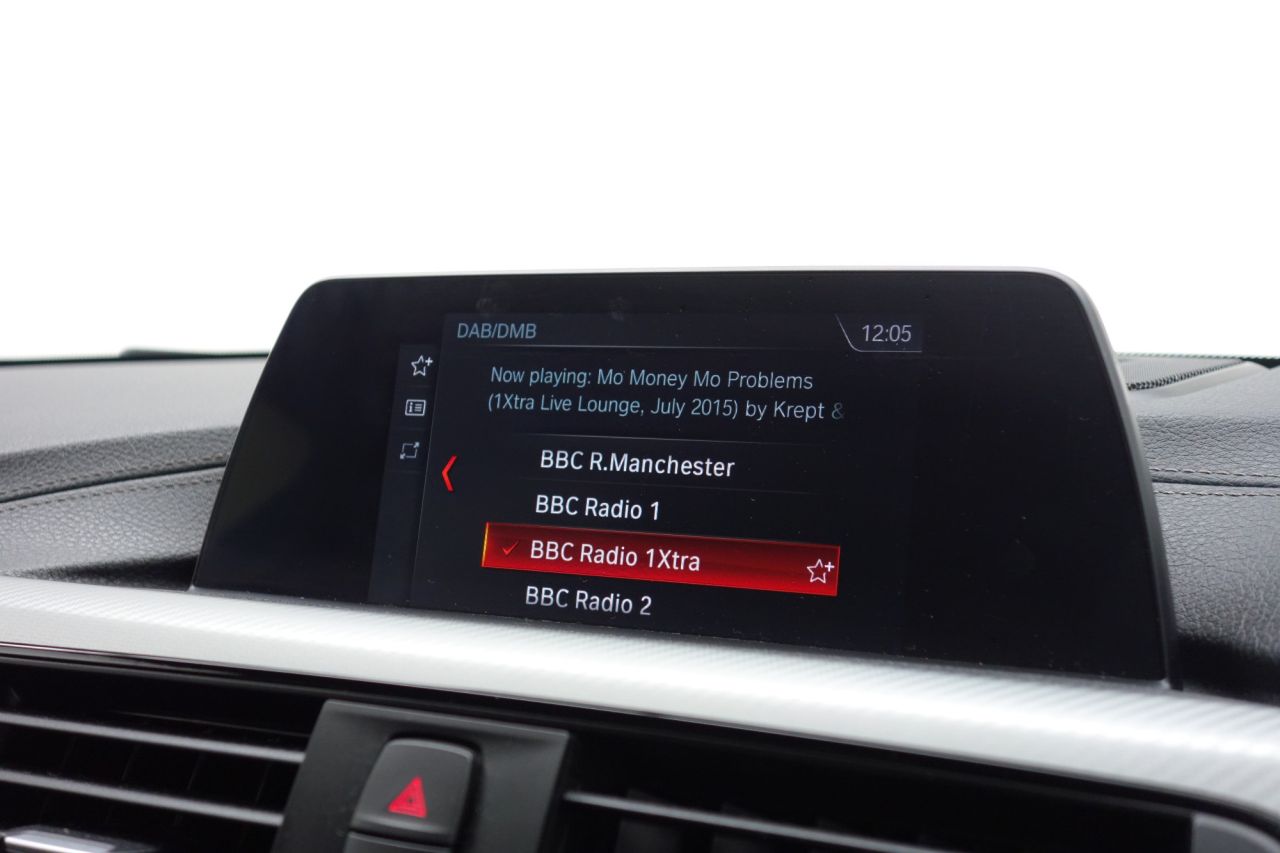 DAB/DMB
12:05
Now playing: Mo Money Mo Problems
(1Xtra Live Lounge, July 2015) by Krept &
BBC R.Manchester
BBC Radio 1
BBC Radio 1Xtra
BBC Radio 2